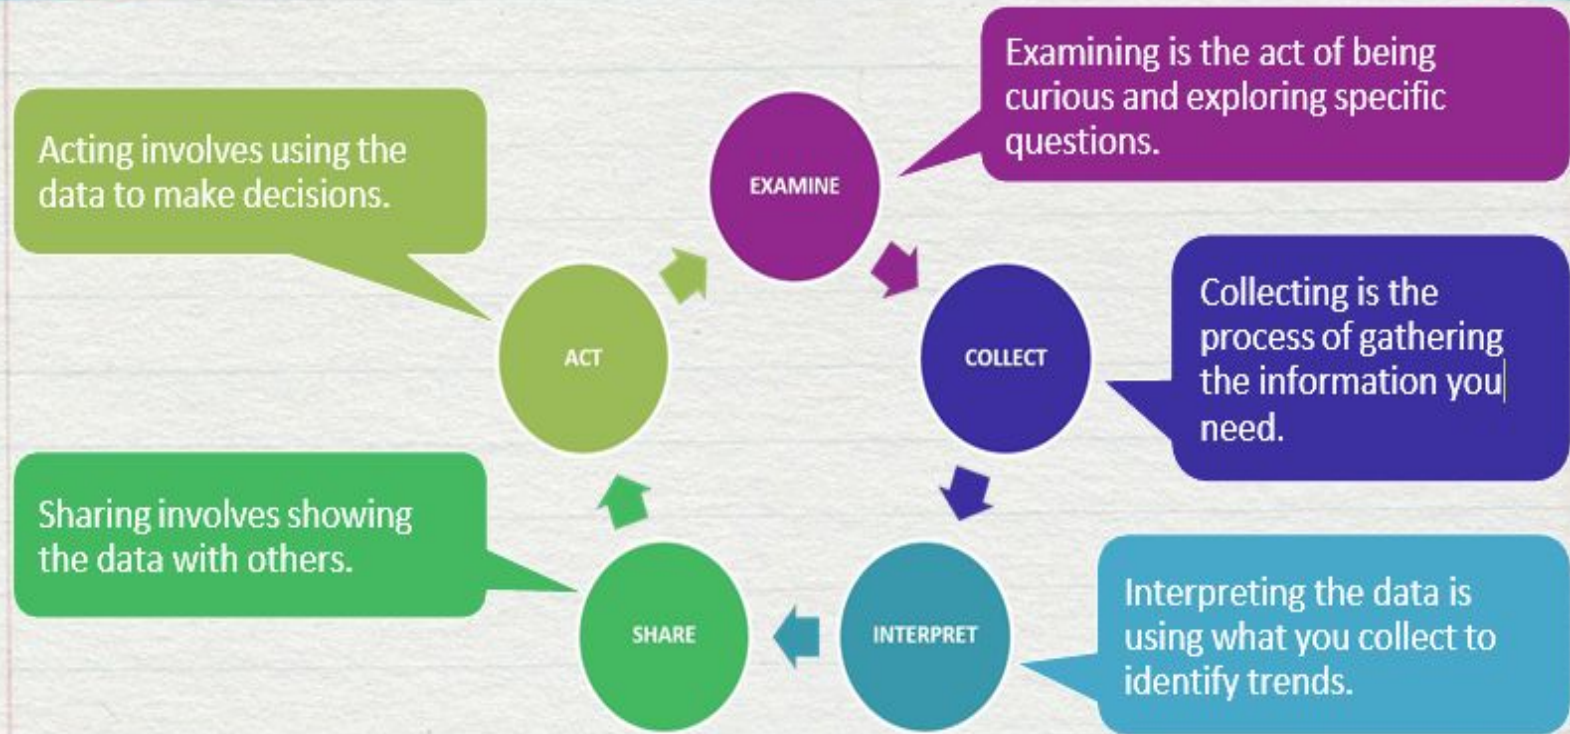 Examining is the act of being
curious and exploring specific
questions.
EXAMINE
Acting involves using the
data to make decisions.
Collecting is the
process of gathering
the information you
need.
ACT
COLLECT
Sharing involves showing
the data with others.
SHARE
INTERPRET
Interpreting the data is
using what you collect to
identify trends.